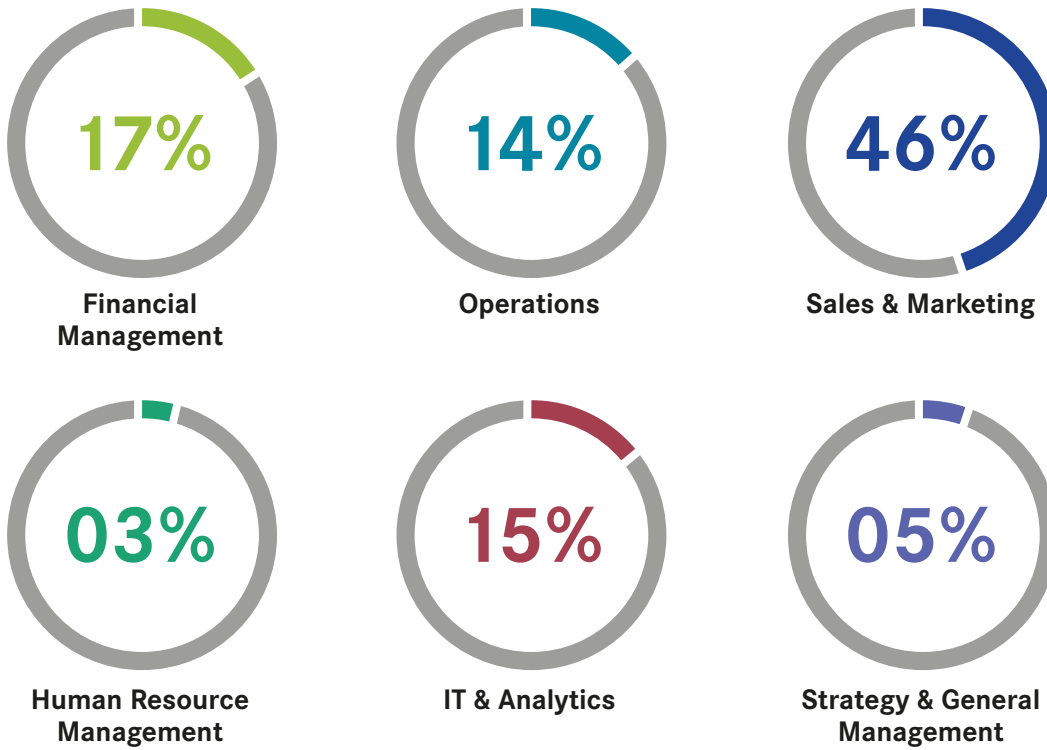 17%
14%
46%
Financial
Management
Operations
Sales & Marketing
03%
15%
05%
Human Resource
Management
IT & Analytics
Strategy & General
Management